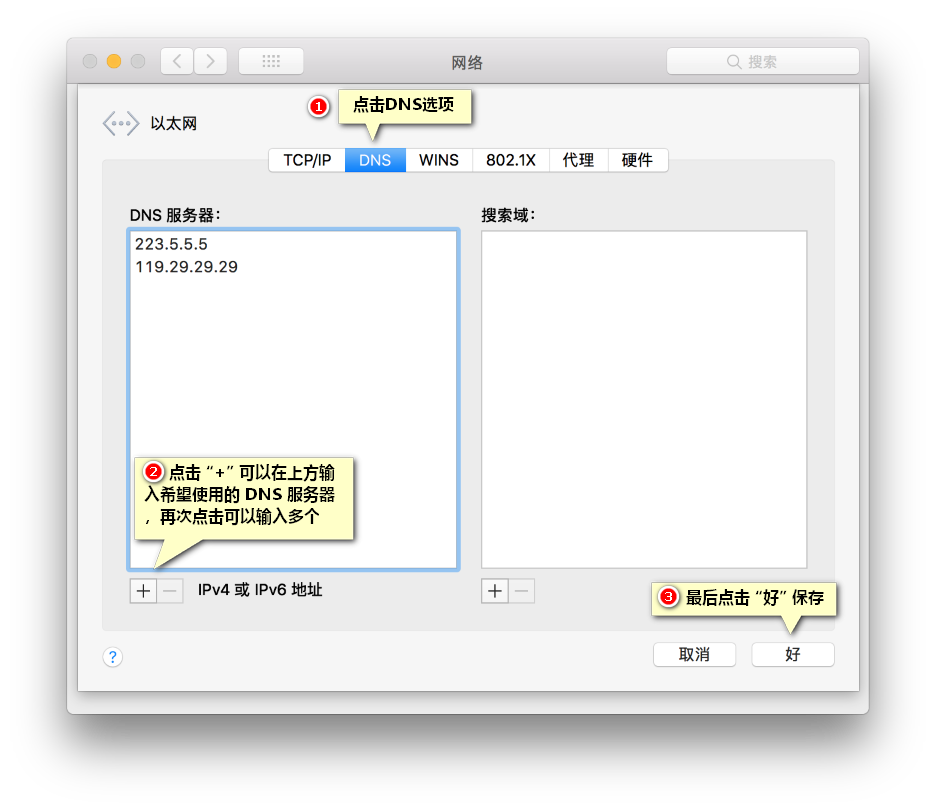 网络
搜索
1
点击DNS选项
以太网
TCP/IP
DNS
WINS
802.1X
代理
硬件
DNS 服务器：
搜索域：
223.5.5.5
119.29.29.29
2 点击 “+” 可以在上方输
入希望使用的 DNS 服务器
，再次点击可以输入多个
+
−
IPv4 或 IPv6 地址
+
−
3 最后点击 “好” 保存
?
取消
好